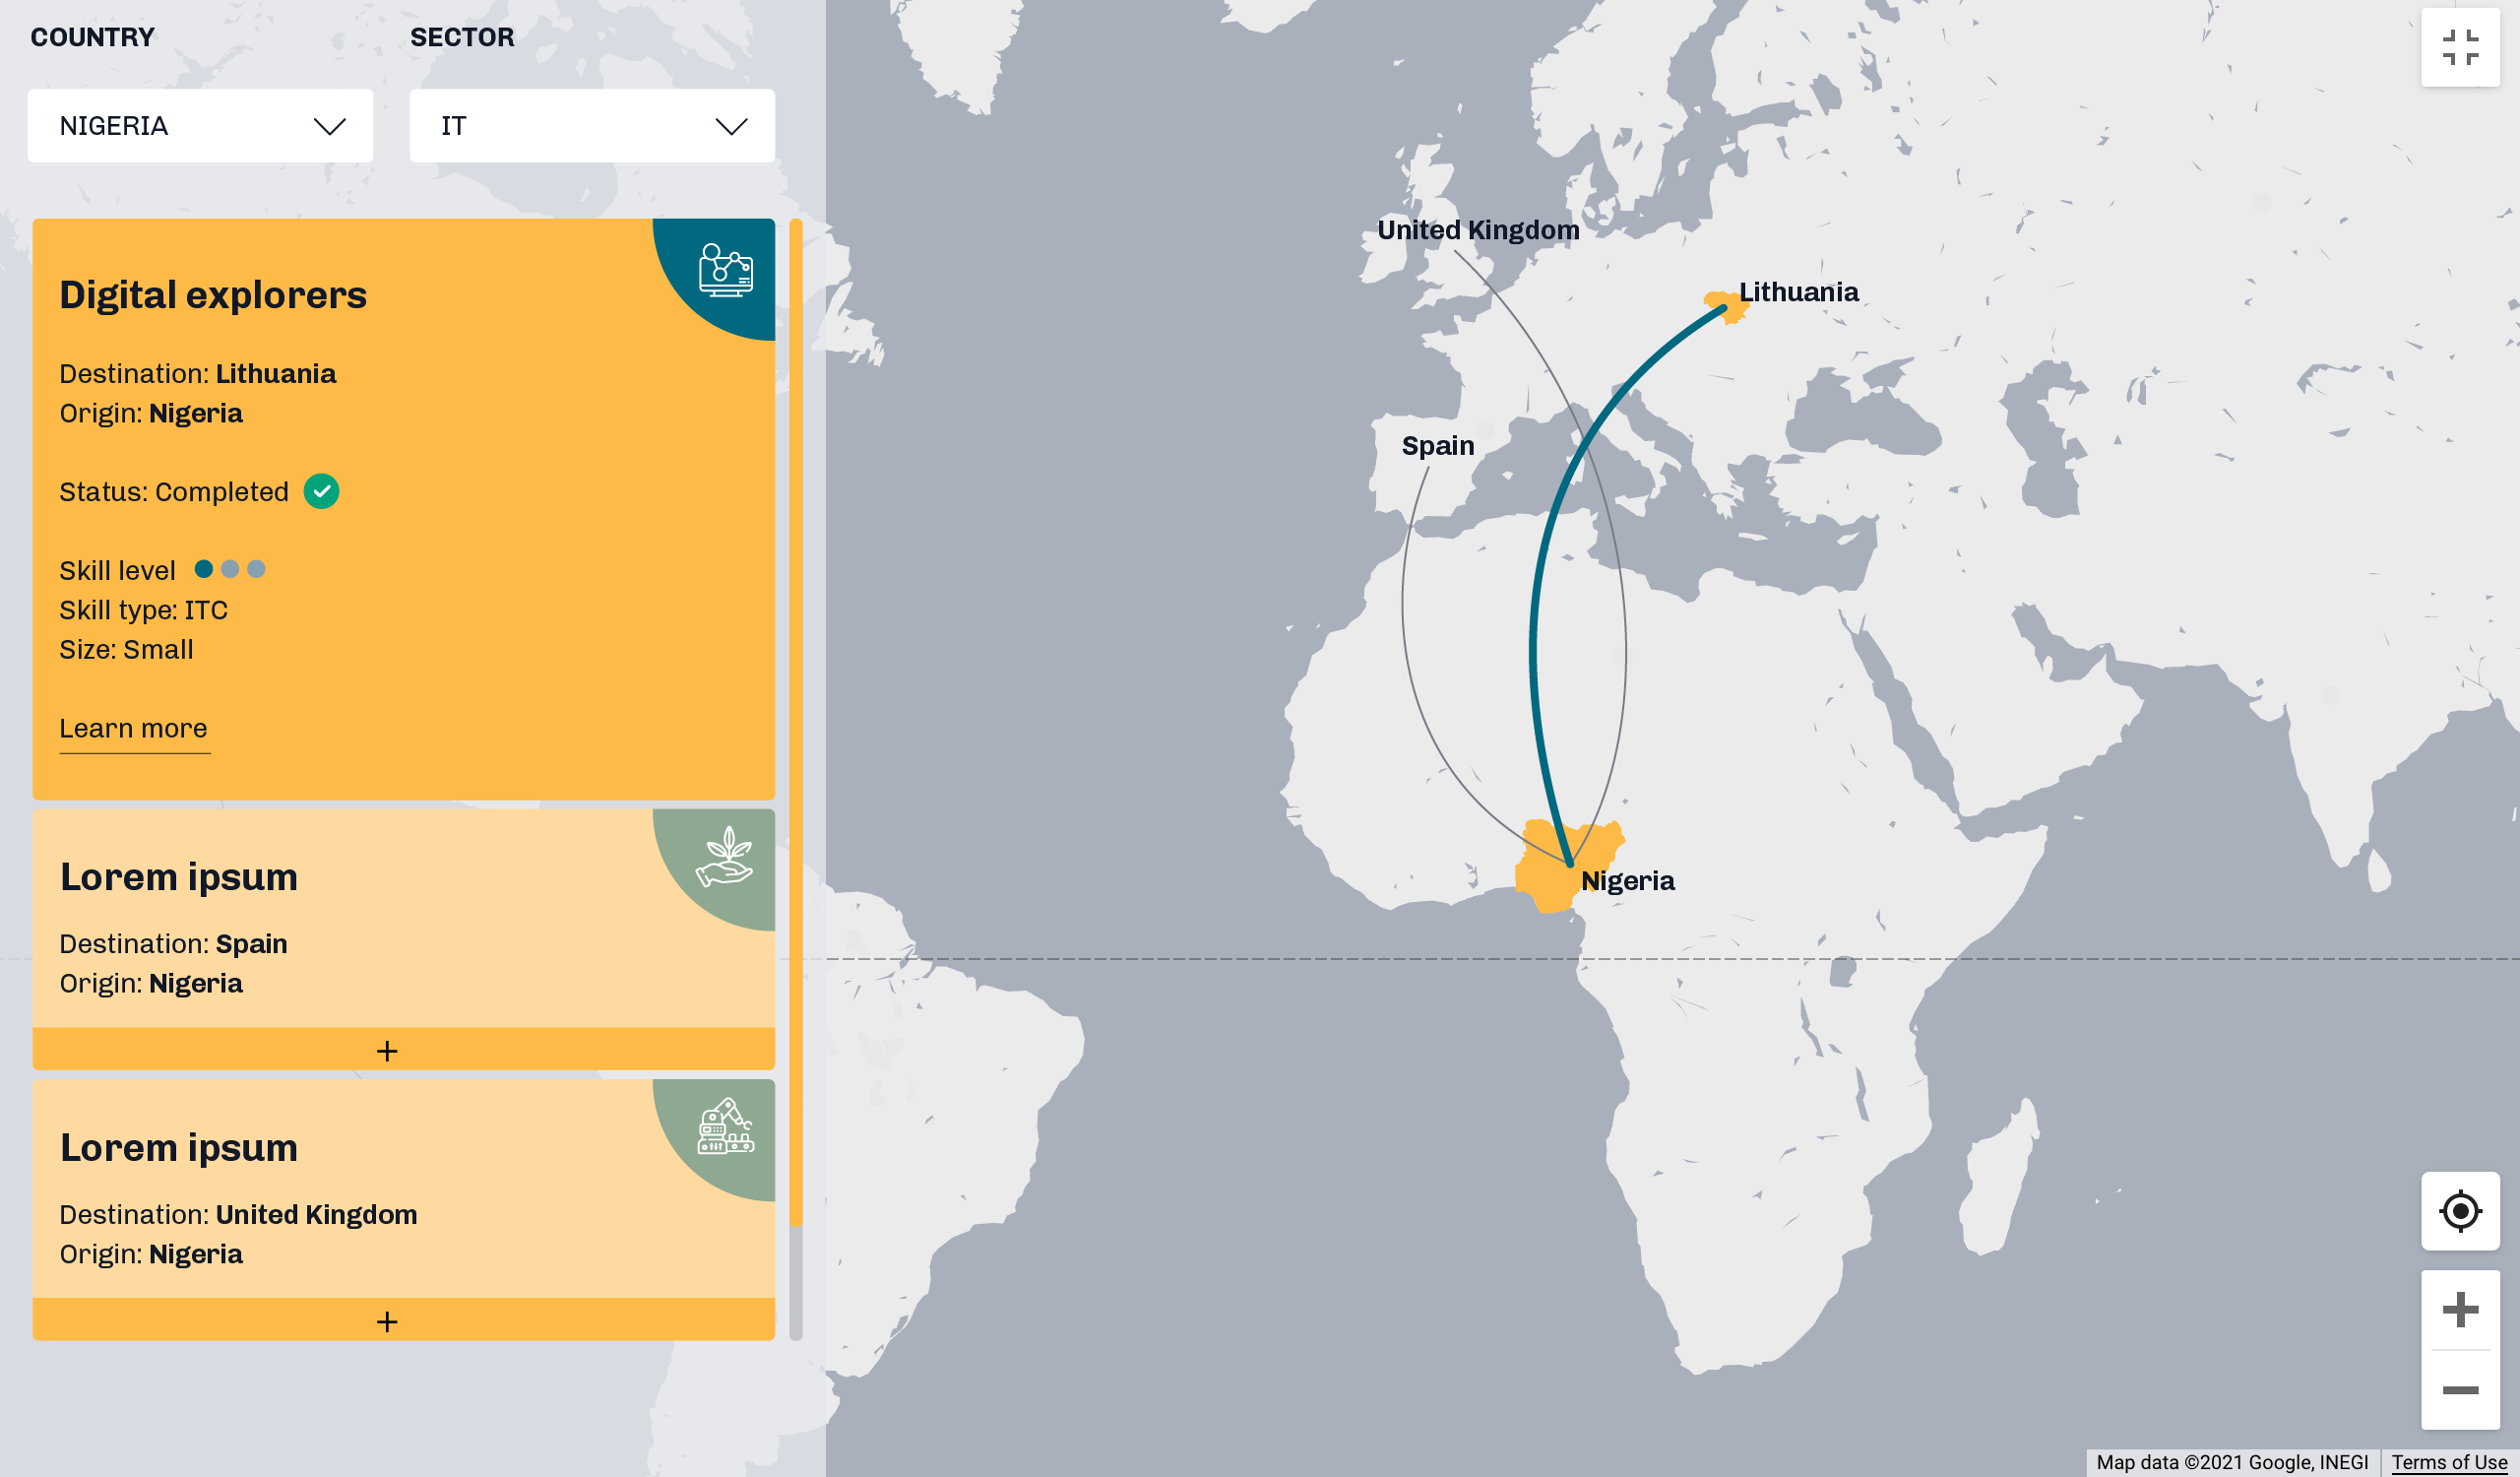 COUNTRY
SECTOR
NIGERIA
IT
Digital explorers
Destination: Lithuania
Origin: Nigeria
Status: Completed
Skill level
Skill type: ITC
Size: Small
Learn more
Lorem ipsum
Destination: Spain
Origin: Nigeria
+
Lorem ipsum
Destination: United Kingdom
Origin: Nigeria
+
United Kingdom
Lithuania
Spain
Nigeria
Map data ©2021 Google, INEGI
Terms of Use